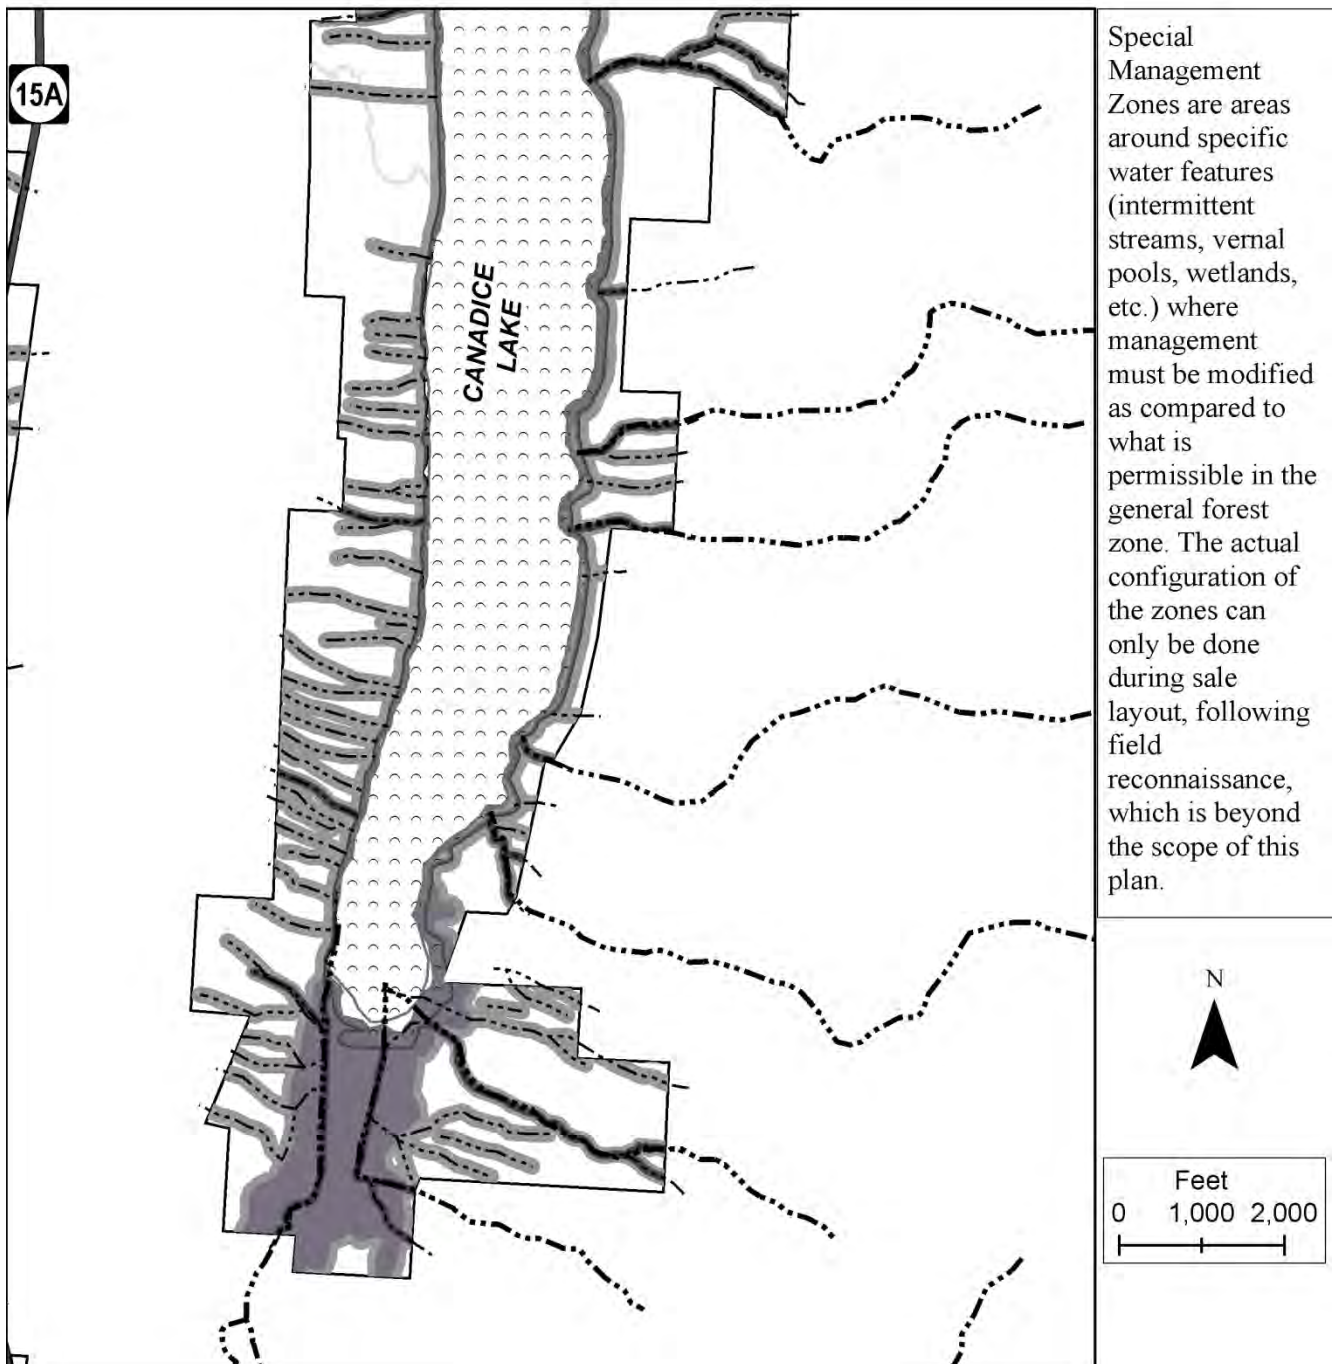 15A
CANADICE
LAKE
Special
Management
Zones are areas
around specific
water features
(intermittent
streams, vernal
pools, wetlands,
etc.) where
management
must be modified
as compared to
what is
permissible in the
general forest
zone. The actual
configuration of
the zones can
only be done
during sale
layout, following
field
reconnaissance,
which is beyond
the scope of this
plan.
N
Feet
0 1,000 2,000